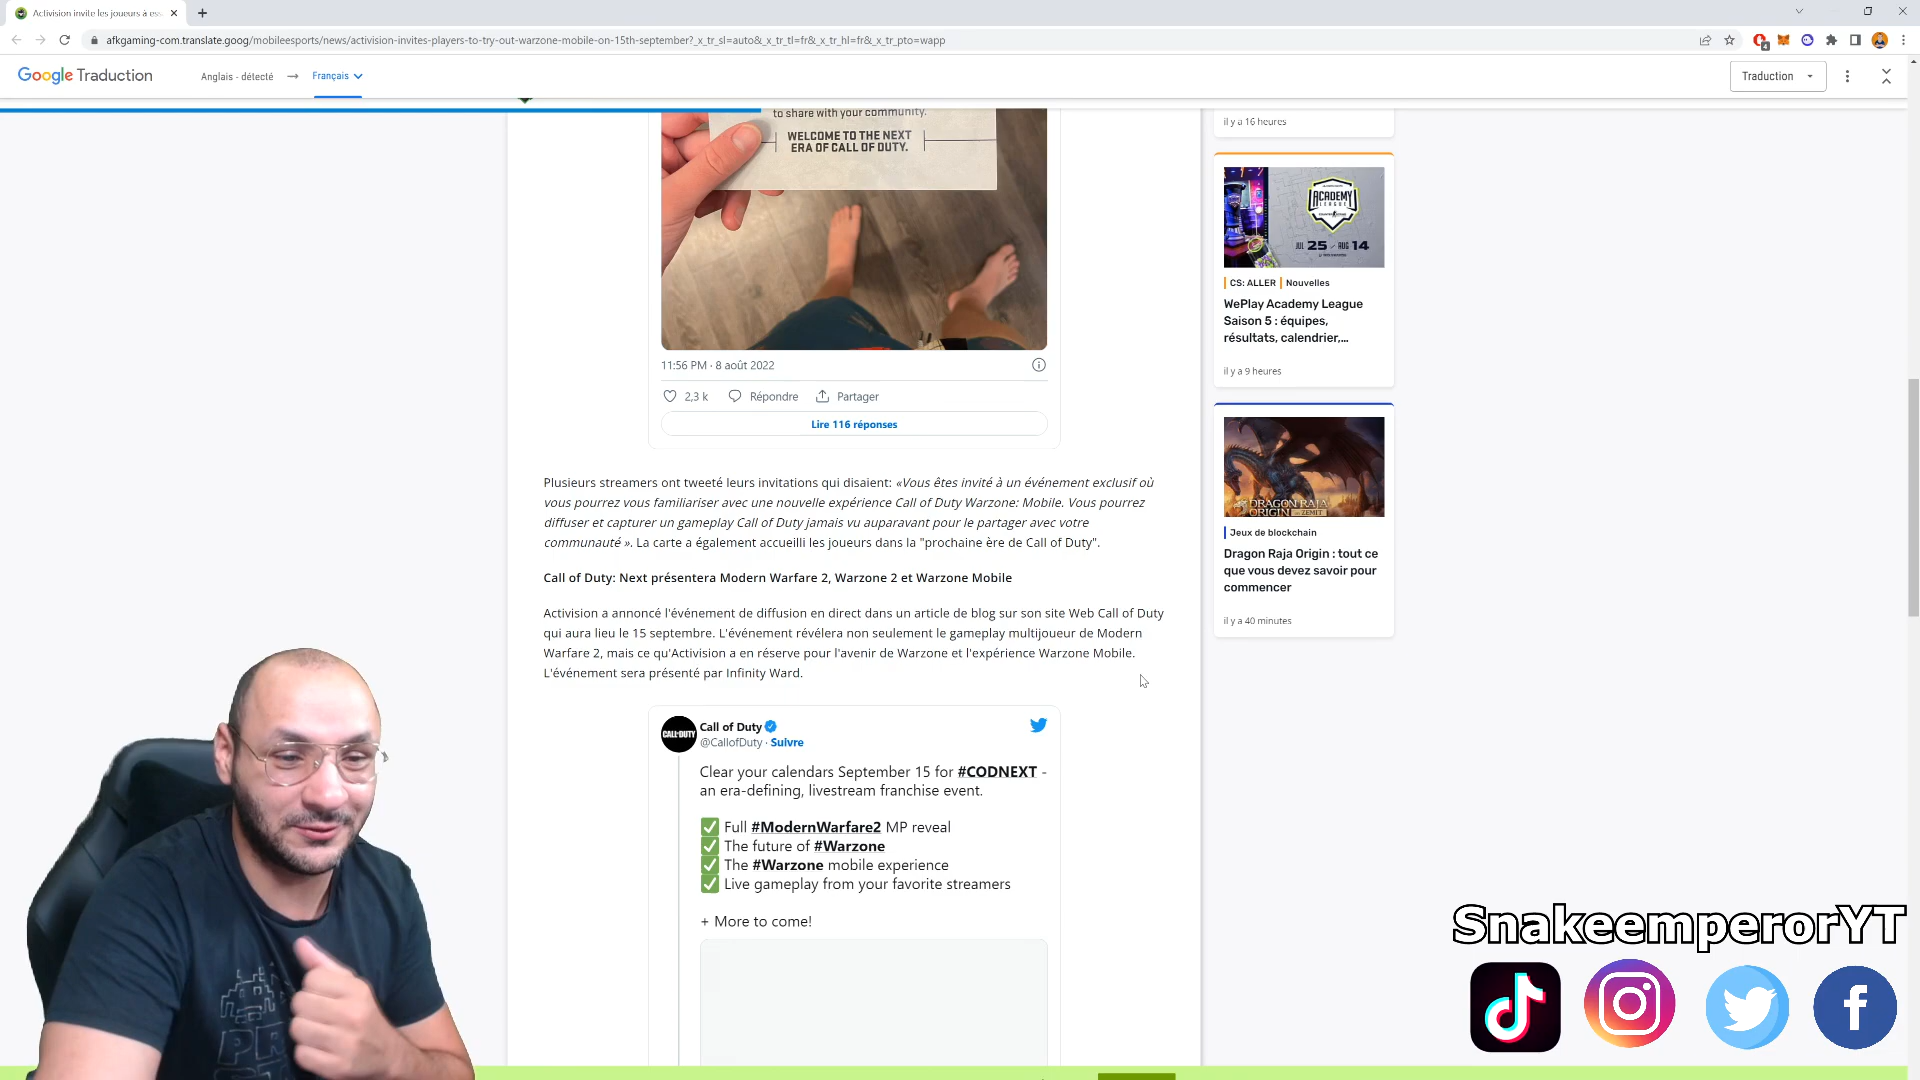 Activision invite les joueurs à ess
afkgaming-com.translate.goog/mobileesports/news/activision-invites-players-to-try-out-warzone-mobile-on-15th-september?_x_tr_sl=auto&_x_tr_tl=fr&_x_tr_hl=fr&_x_tr_pto=wapp
4
Google Traduction
Anglais - détecté
Français
Traduction
to share with your community.
WELCOME TO THE NEXT
ERA OF CALL OF DUTY.
11:56 PM · 8 août 2022
2,3 k
Répondre
Partager
Lire 116 réponses
Plusieurs streamers ont tweeté leurs invitations qui disaient: «Vous êtes invité à un événement exclusif où
vous pourrez vous familiariser avec une nouvelle expérience Call of Duty Warzone: Mobile. Vous pourrez
diffuser et capturer un gameplay Call of Duty jamais vu auparavant pour le partager avec votre
communauté ». La carte a également accueilli les joueurs dans la "prochaine ère de Call of Duty".
Call of Duty: Next présentera Modern Warfare 2, Warzone 2 et Warzone Mobile
Activision a annoncé l'événement de diffusion en direct dans un article de blog sur son site Web Call of Duty
qui aura lieu le 15 septembre. L'événement révélera non seulement le gameplay multijoueur de Modern
Warfare 2, mais ce qu'Activision a en réserve pour l'avenir de Warzone et l'expérience Warzone Mobile.
L'événement sera présenté par Infinity Ward.
CALL·DUTY
Call of Duty
@CallofDuty · Suivre
Clear your calendars September 15 for #CODNEXT -
an era-defining, livestream franchise event.
✅ Full #ModernWarfare2 MP reveal
✅ The future of #Warzone
✅ The #Warzone mobile experience
✅ Live gameplay from your favorite streamers
+ More to come!
il y a 16 heures
ACADEMY
LEAGUE
JUL 25 / AUG 14
CS: ALLER | Nouvelles
WePlay Academy League
Saison 5 : équipes,
résultats, calendrier,...
il y a 9 heures
DRAGON RAJA
ORIGIN
Jeux de blockchain
Dragon Raja Origin : tout ce
que vous devez savoir pour
commencer
il y a 40 minutes
SnakeemperorYT